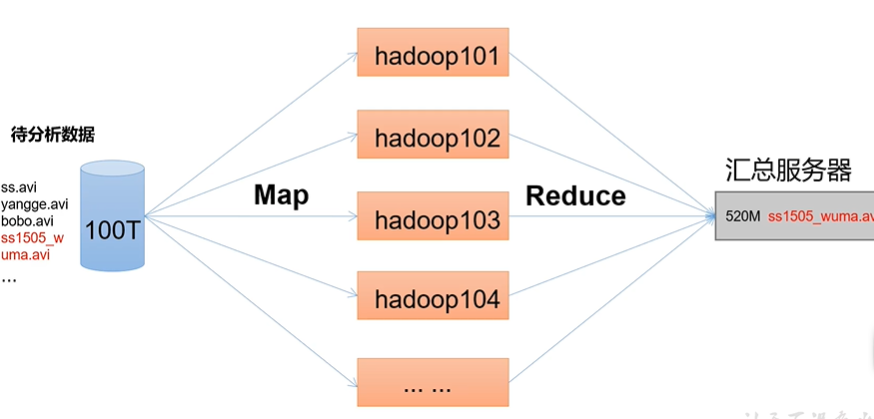 待分析数据
ss.avi
yangge.avi
bobo.avi
ss1505_w
uma.avi
...
100T
Map
hadoop101
hadoop102
hadoop103
hadoop104
... ...
Reduce
汇总服务器
520M ss1505_wuma.av